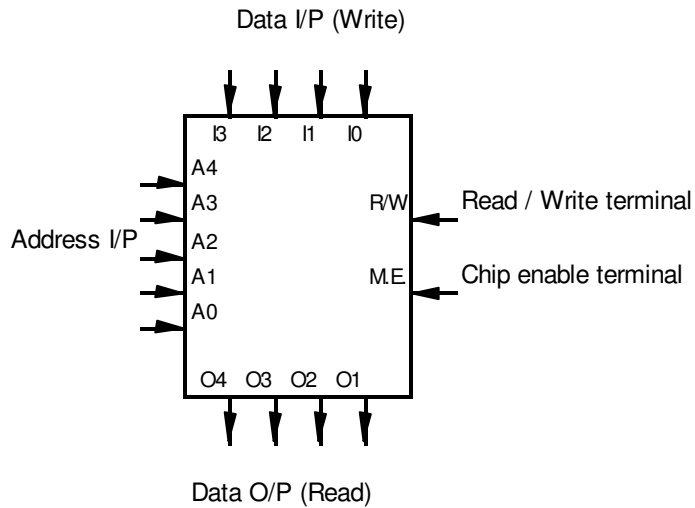 Data I/P (Write)
I3 I2 I1 I0
A4
A3 R/W Read / Write terminal
Address I/P A2
A1 M.E. Chip enable terminal
A0
O4 O3 O2 O1
Data O/P (Read)